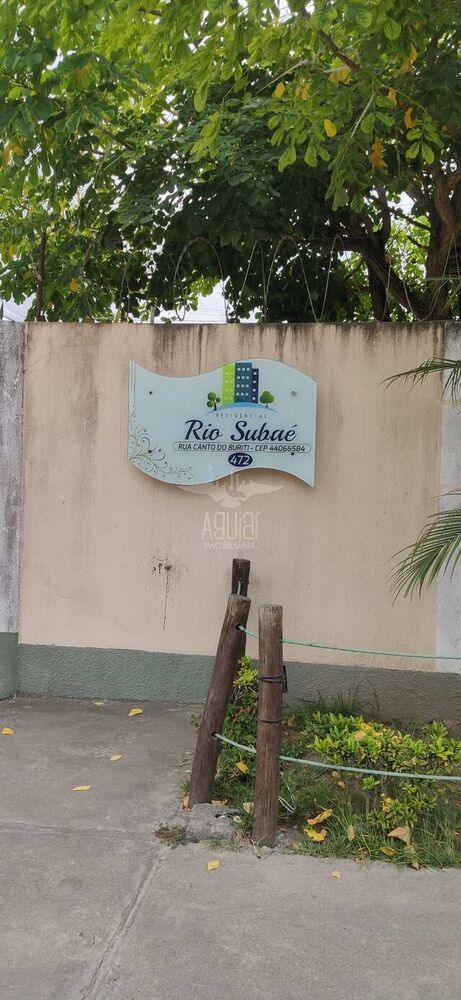 RESIDENCIAL
Rio Subaé
RUA CANTO DO BURITI - CEP 44066584
472
AGUIAR
IMOBILIÁRIA